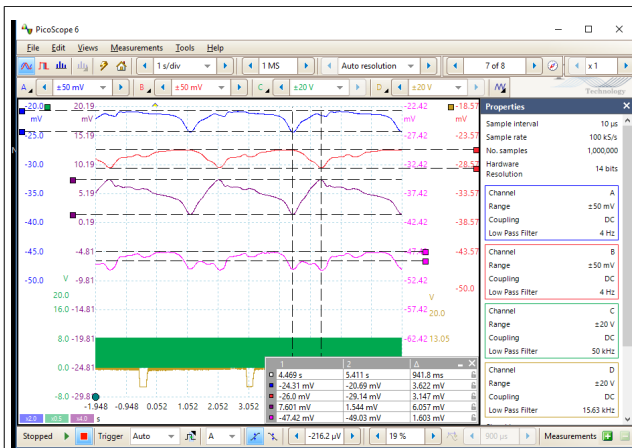 PicoScope 6
File Edit Views Measurements Tools Help
1 s/div 1 MS Auto resolution 7 of 8 x 1
A ±50 mV B ±50 mV C ±20 V D ±20 V
Technology
-20.0 20.19 -22.42 -18.57
mV mV mV mV
-25.0 15.19 -27.42 -23.57
-30.0 -32.42 -28.57
-35.0 5.19 -37.42 -33.57
-40.0 0.19 -42.42 -38.57
-45.0 -4.81 -43.57
-50.0 -9.81 -52.42 -50.0
V V
20.0 20.0
16.0 -14.81 -57.42
8.0 -19.81 -62.42 13.05
0.0 -24.81
-8.0 -29.81
-1.948 -0.948 0.052 1.052 2.052 3.052
x2.0 x0.5 x4.0 s
1 2 Δ
4.469 s 5.411 s 941.8 ms
-24.31 mV -20.69 mV 3.622 mV
-26.0 mV -29.14 mV 3.147 mV
7.601 mV 1.544 mV 6.057 mV
-47.42 mV -49.03 mV 1.603 mV
Properties
Sample interval 10 µs
Sample rate 100 kS/s
No. samples 1,000,000
Hardware
Resolution 14 bits
Channel A
Range ±50 mV
Coupling DC
Low Pass Filter 4 Hz
Channel B
Range ±50 mV
Coupling DC
Low Pass Filter 4 Hz
Channel C
Range ±20 V
Coupling DC
Low Pass Filter 50 kHz
Channel D
Range ±20 V
Coupling DC
Low Pass Filter 15.63 kHz
Stopped Trigger Auto A -216.2 µV 19 % 900 µs Measurements